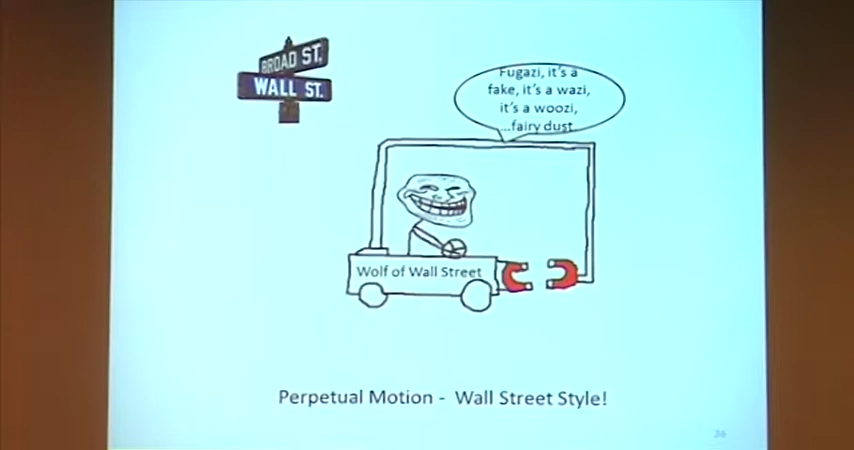 BROAD ST.
WALL ST.
Fugazi, it's a
fake, it's a wazi,
it's a woozi,
...fairy dust
Wolf of Wall Street
Perpetual Motion - Wall Street Style!
36